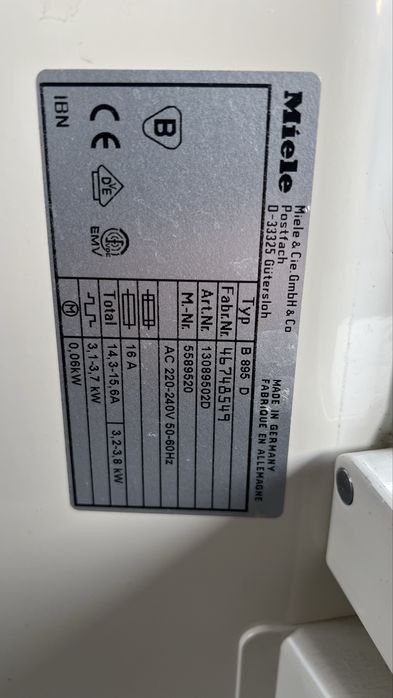 Miele
Miele & Cie. GmbH & Co
Postfach
D-33325 Gütersloh
MADE IN GERMANY
FABRIQUE EN ALLEMAGNE
Typ B 895 D
Fabr.Nr. 46748549
Art.Nr. 13089502D
M.-Nr. 5589520
AC 220-240V 50-60Hz
16 A
Total 14,3-15,6A 3,2-3,8 kW
3,1-3,7 kW
M 0,06kW
B
CE
DVE
EMV
IBN